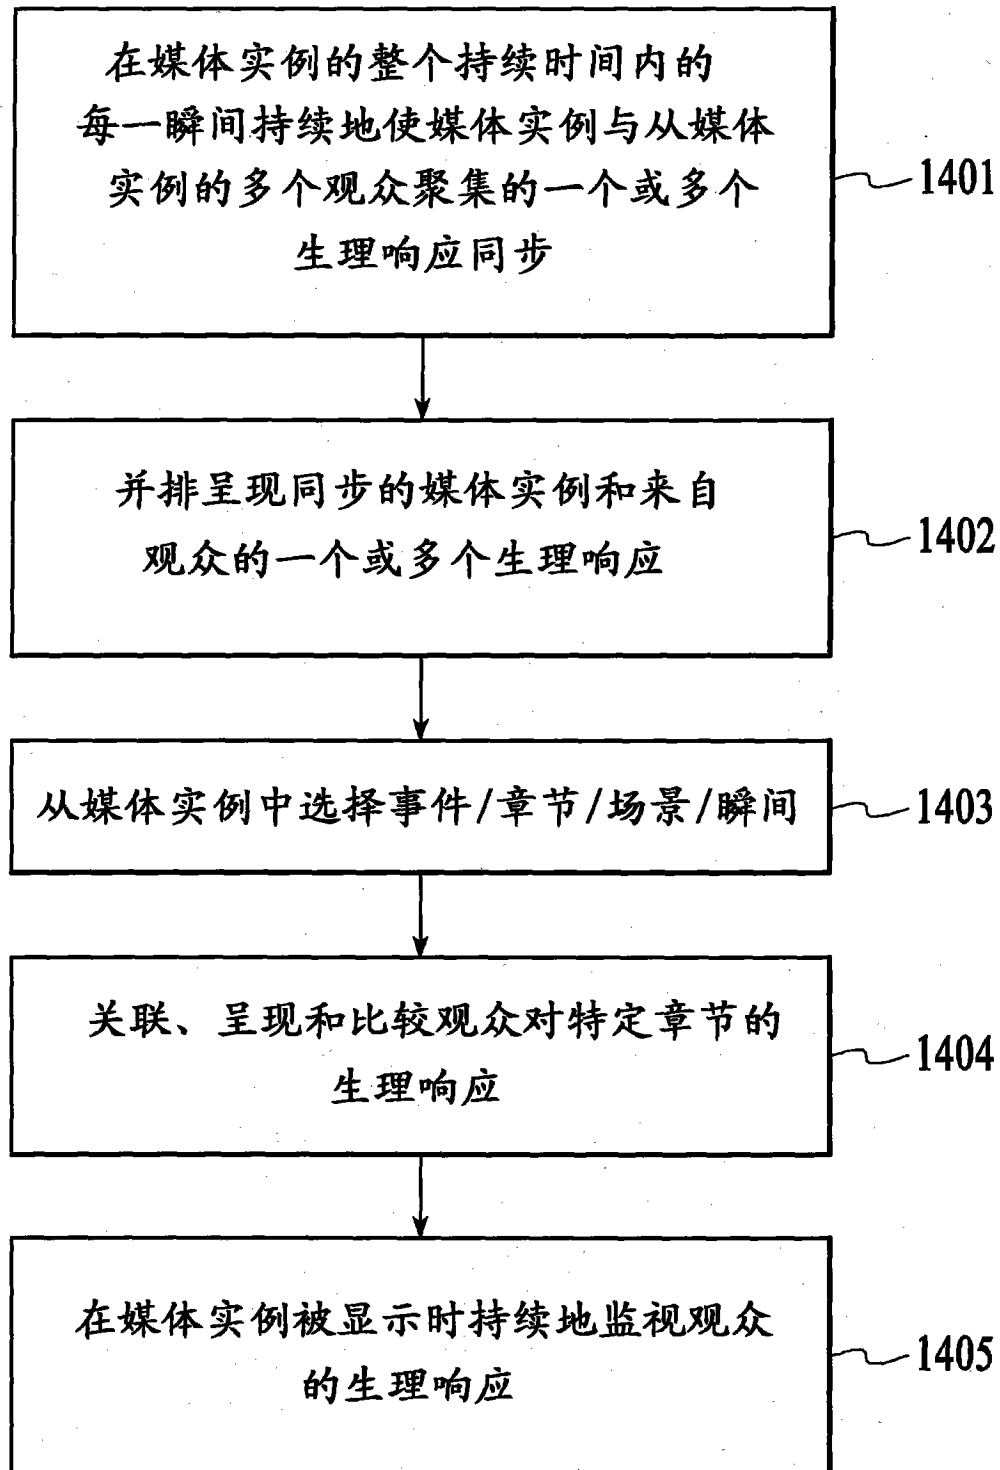 在媒体实例的整个持续时间内的
每一瞬间持续地使媒体实例与从媒体
实例的多个观众聚集的一个或多个
生理响应同步
1401
并排呈现同步的媒体实例和来自
观众的一个或多个生理响应
1402
从媒体实例中选择事件/章节/场景/瞬间
1403
关联、呈现和比较观众对特定章节的
生理响应
1404
在媒体实例被显示时持续地监视观众
的生理响应
1405